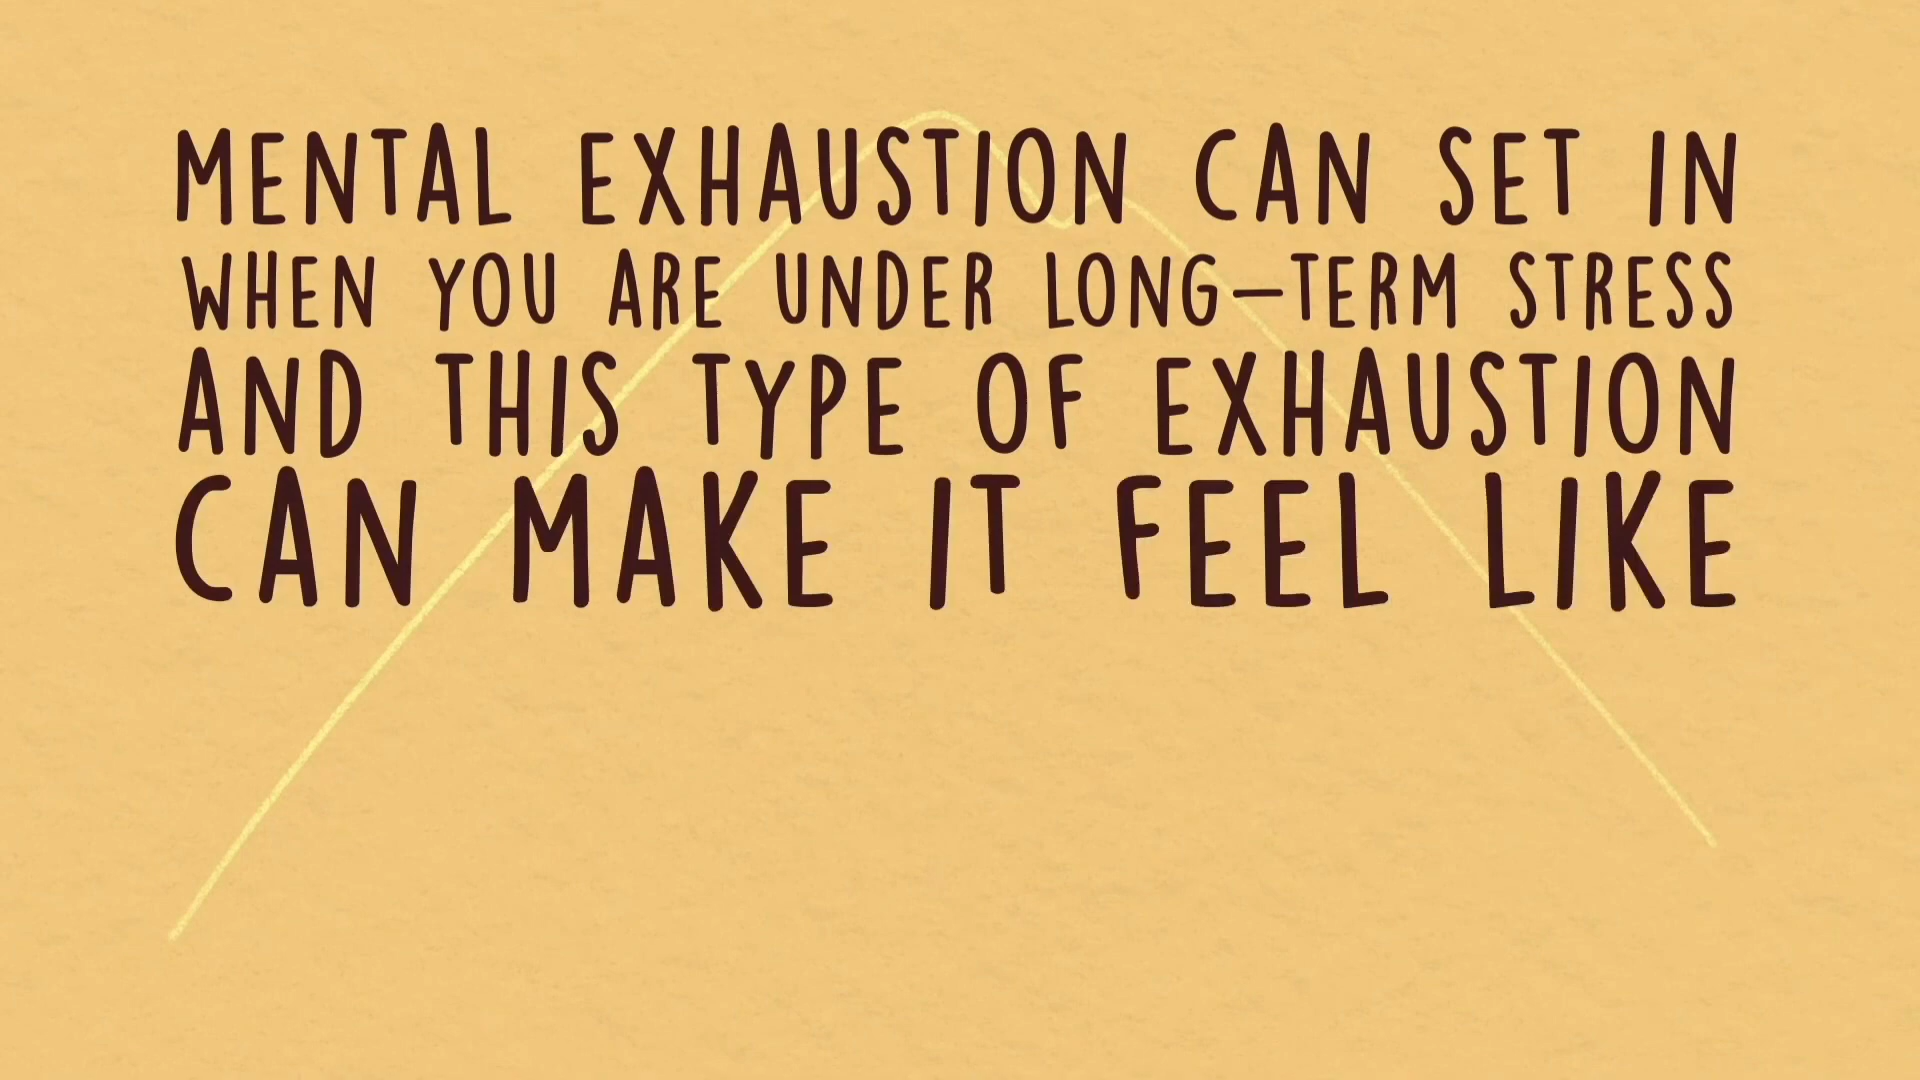 MENTAL EXHAUSTION CAN SET IN
WHEN YOU ARE UNDER LONG-TERM STRESS
AND THIS TYPE OF EXHAUSTION
CAN MAKE IT FEEL LIKE